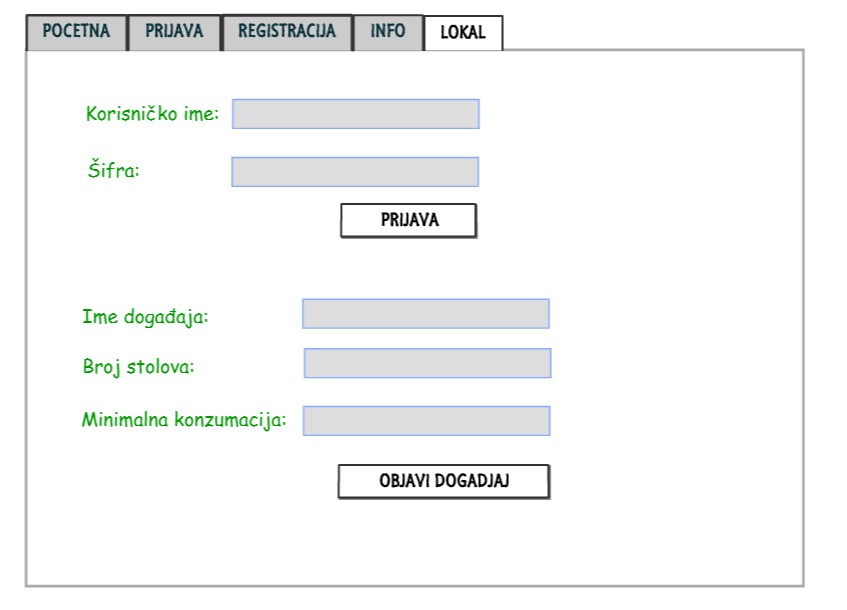 POCETNA PRIJAVA REGISTRACIJA INFO LOKAL
Korisničko ime:
Šifra:
PRIJAVA
Ime događaja:
Broj stolova:
Minimalna konzumacija:
OBJAVI DOGADJAJ